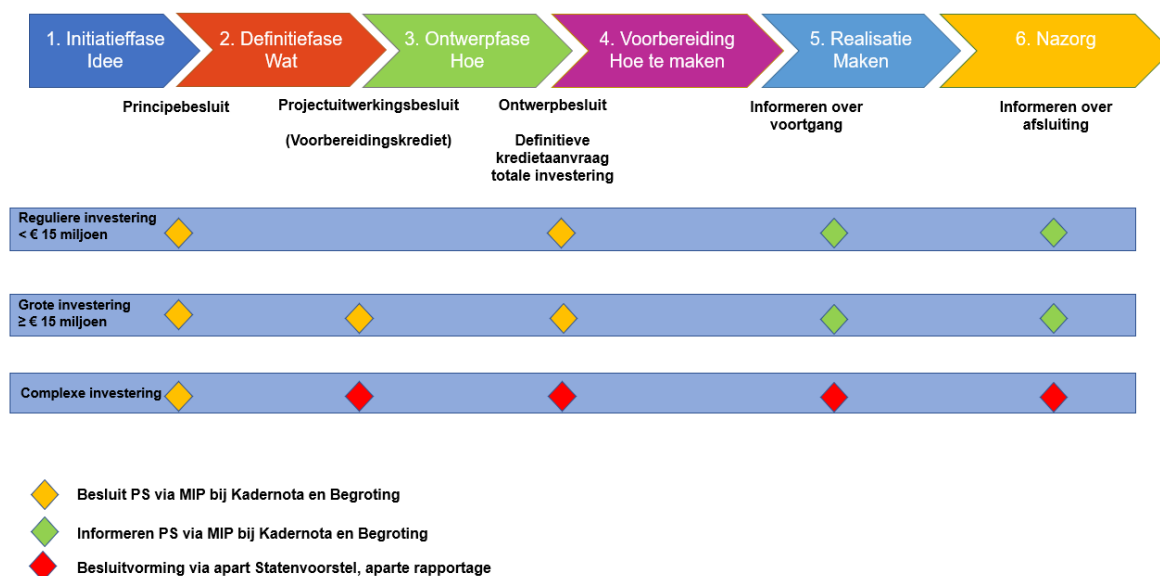 1. Initiatieffase
Idee
2. Definitiefase
Wat
3. Ontwerpfase
Hoe
4. Voorbereiding
Hoe te maken
5. Realisatie
Maken
6. Nazorg
Principebesluit
Projectuitwerkingsbesluit
(Voorbereidingskrediet)
Ontwerpbesluit
Definitieve
kredietaanvraag
totale investering
Informeren over
voortgang
Informeren over
afsluiting
Reguliere investering
< € 15 miljoen
Grote investering
≥ € 15 miljoen
Complexe investering
Besluit PS via MIP bij Kadernota en Begroting
Informeren PS via MIP bij Kadernota en Begroting
Besluitvorming via apart Statenvoorstel, aparte rapportage